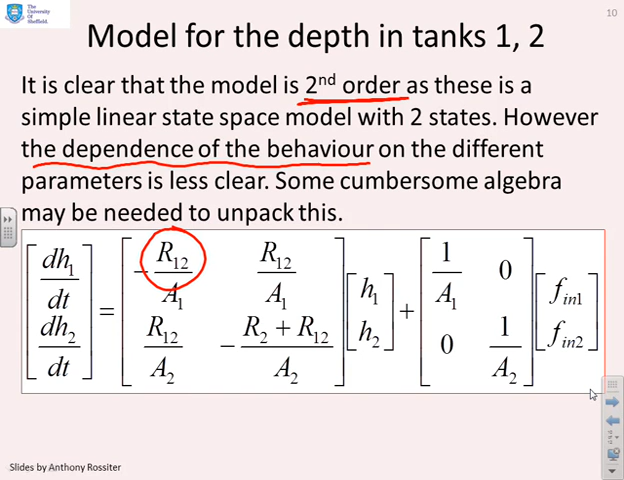 The
University
Of
Sheffield.
10
Model for the depth in tanks 1, 2
It is clear that the model is 2nd order as these is a
simple linear state space model with 2 states. However
the dependence of the behaviour on the different
parameters is less clear. Some cumbersome algebra
may be needed to unpack this.
[dh₁/dt; dh₂/dt] = [−R₁₂/A₁ R₁₂/A₁; R₁₂/A₂ −(R₂ + R₁₂)/A₂] [h₁; h₂] + [1/A₁ 0; 0 1/A₂] [f_in1; f_in2]
Slides by Anthony Rossiter